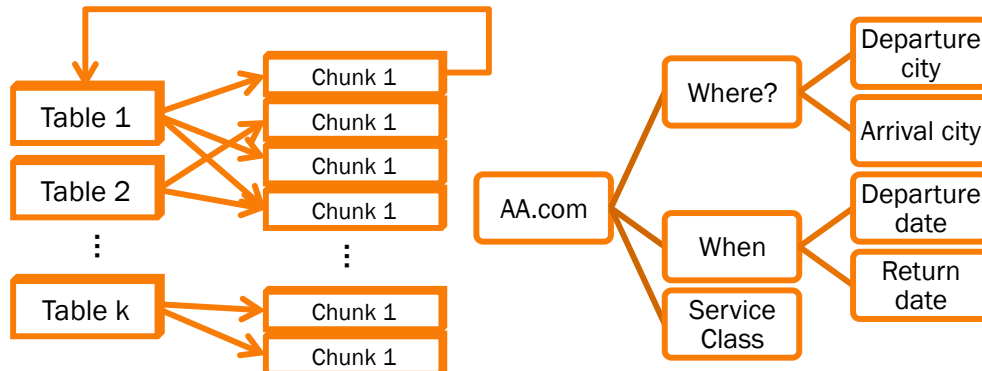 Table 1
Table 2
⋮
Table k
Chunk 1
Chunk 1
Chunk 1
Chunk 1
⋮
Chunk 1
Chunk 1
AA.com
Where?
When
Service
Class
Departure
city
Arrival city
Departure
date
Return
date